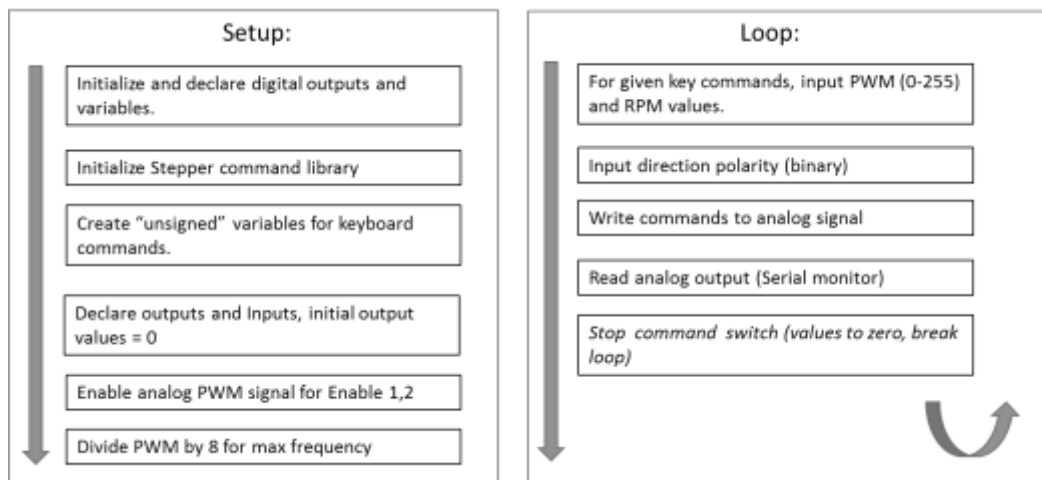 Setup:
Initialize and declare digital outputs and
variables.
Initialize Stepper command library
Create “unsigned” variables for keyboard
commands.
Declare outputs and Inputs, initial output
values = 0
Enable analog PWM signal for Enable 1,2
Divide PWM by 8 for max frequency
Loop:
For given key commands, input PWM (0-255)
and RPM values.
Input direction polarity (binary)
Write commands to analog signal
Read analog output (Serial monitor)
Stop command switch (values to zero, break
loop)